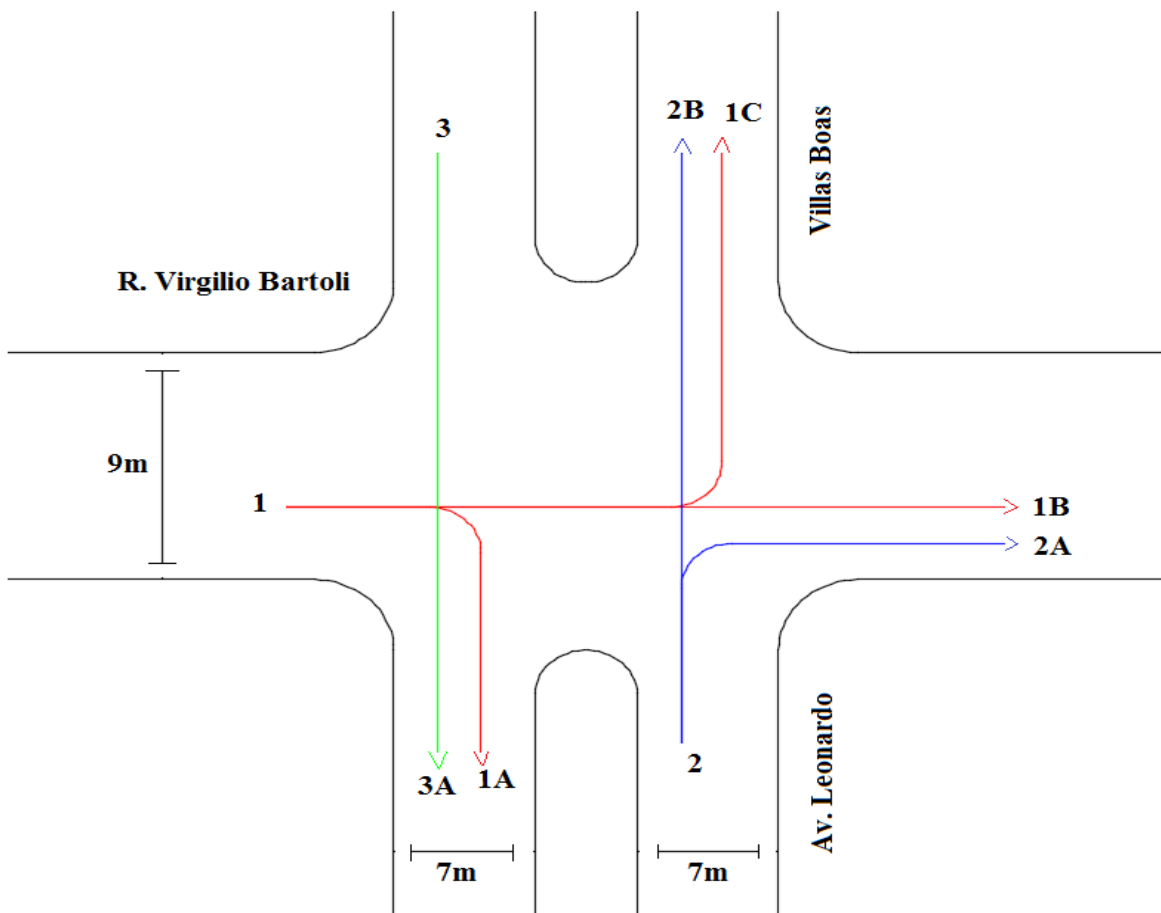 2B
1C
3
Villas Boas
R. Virgilio Bartoli
9m
1
1B
2A
2
3A
1A
Av. Leonardo
7m
7m